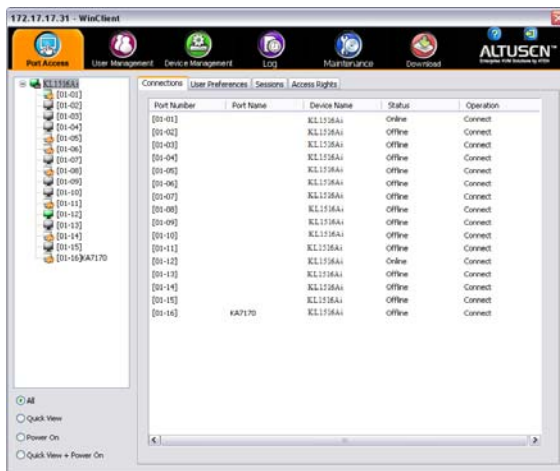 172.17.17.31 - WinClient
Port Access User Management Device Management Log Maintenance Download
ALTUSEN™
Enterprise KVM Solutions by ATEN
KL1516Ai
[01-01]
[01-02]
[01-03]
[01-04]
[01-05]
[01-06]
[01-07]
[01-08]
[01-09]
[01-10]
[01-11]
[01-12]
[01-13]
[01-14]
[01-15]
[01-16]KA7170
All
Quick View
Power On
Quick View + Power On
Connections User Preferences Sessions Access Rights
Port Number Port Name Device Name Status Operation
[01-01] KL1516Ai Online Connect
[01-02] KL1516Ai Offline Connect
[01-03] KL1516Ai Offline Connect
[01-04] KL1516Ai Offline Connect
[01-05] KL1516Ai Offline Connect
[01-06] KL1516Ai Offline Connect
[01-07] KL1516Ai Offline Connect
[01-08] KL1516Ai Offline Connect
[01-09] KL1516Ai Offline Connect
[01-10] KL1516Ai Offline Connect
[01-11] KL1516Ai Offline Connect
[01-12] KL1516Ai Online Connect
[01-13] KL1516Ai Offline Connect
[01-14] KL1516Ai Offline Connect
[01-15] KL1516Ai Offline Connect
[01-16] KA7170 KL1516Ai Offline Connect